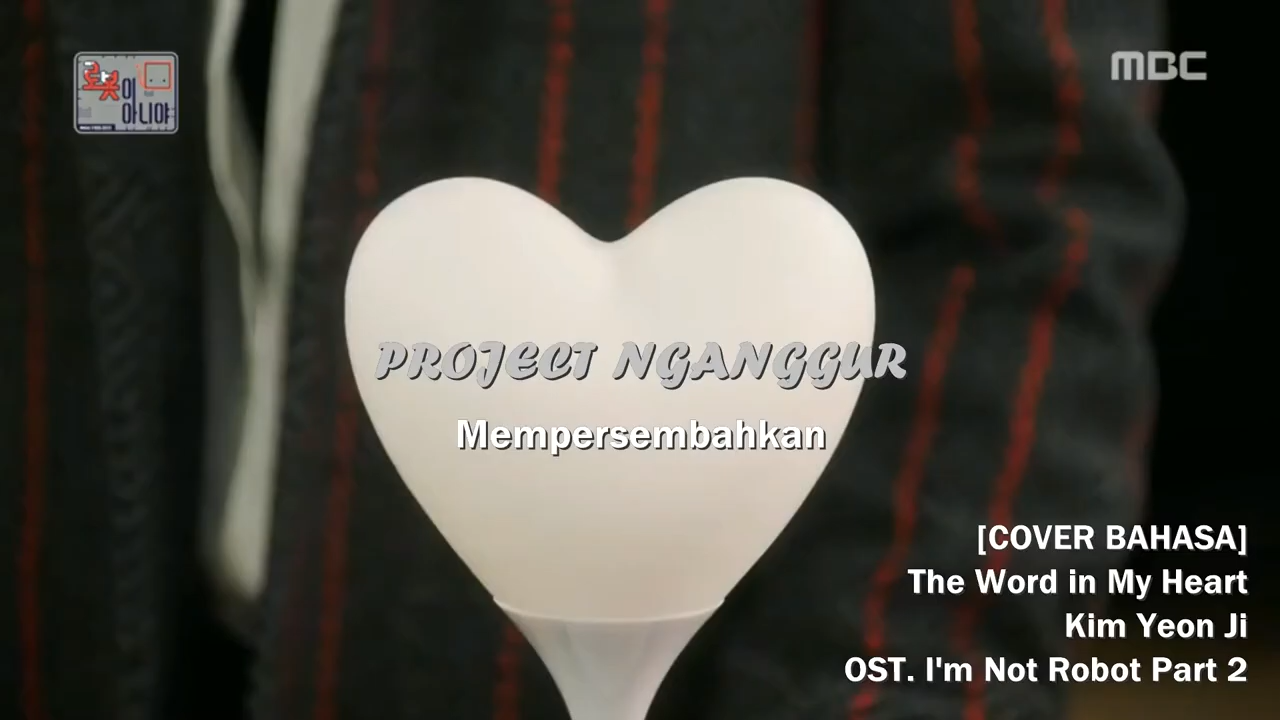 로봇이
아니야
MBC
PROJECT NGANGGUR
Mempersembahkan
[COVER BAHASA]
The Word in My Heart
Kim Yeon Ji
OST. I'm Not Robot Part 2